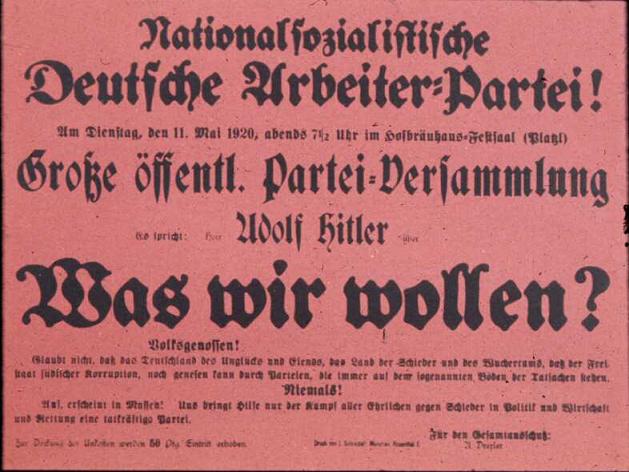 Nationalsozialistische
Deutsche Arbeiter-Partei!
Am Dienstag, den 11. Mai 1920, abends 7½ Uhr im Hofbräuhaus-Festsaal (Platzl)
Große öffentl. Partei-Versammlung
Es spricht: Herr Adolf Hitler über
Was wir wollen?
Volksgenossen!
Glaubt nicht, daß das Deutschland des Unglücks und Elends, das Land der Schieder und des Wuchertums, daß der Frei-
staat jüdischer Korruption, noch genesen kann durch Parteien, die immer auf dem sogenannten Boden der Tatsachen stehen.
Niemals!
Auf, erscheint in Massen! Uns bringt Hilfe nur der Kampf aller Ehrlichen gegen Schieder in Politik und Wirtschaft
und Rettung eine tatkräftige Partei.
Zur Deckung der Unkosten werden 50 Pfg. Eintritt erhoben.
Für den Gesamtausschuß:
A. Drexler